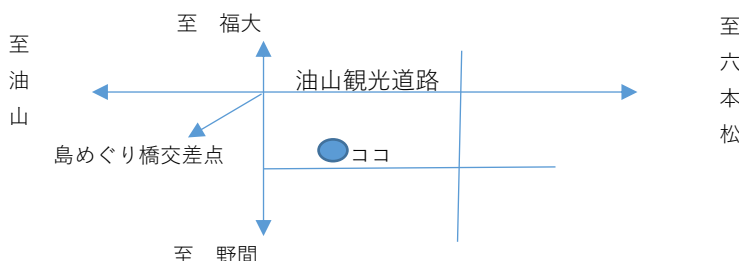 至　福大
至油山
油山観光道路
至六本松
島めぐり橋交差点
ココ
至　野間